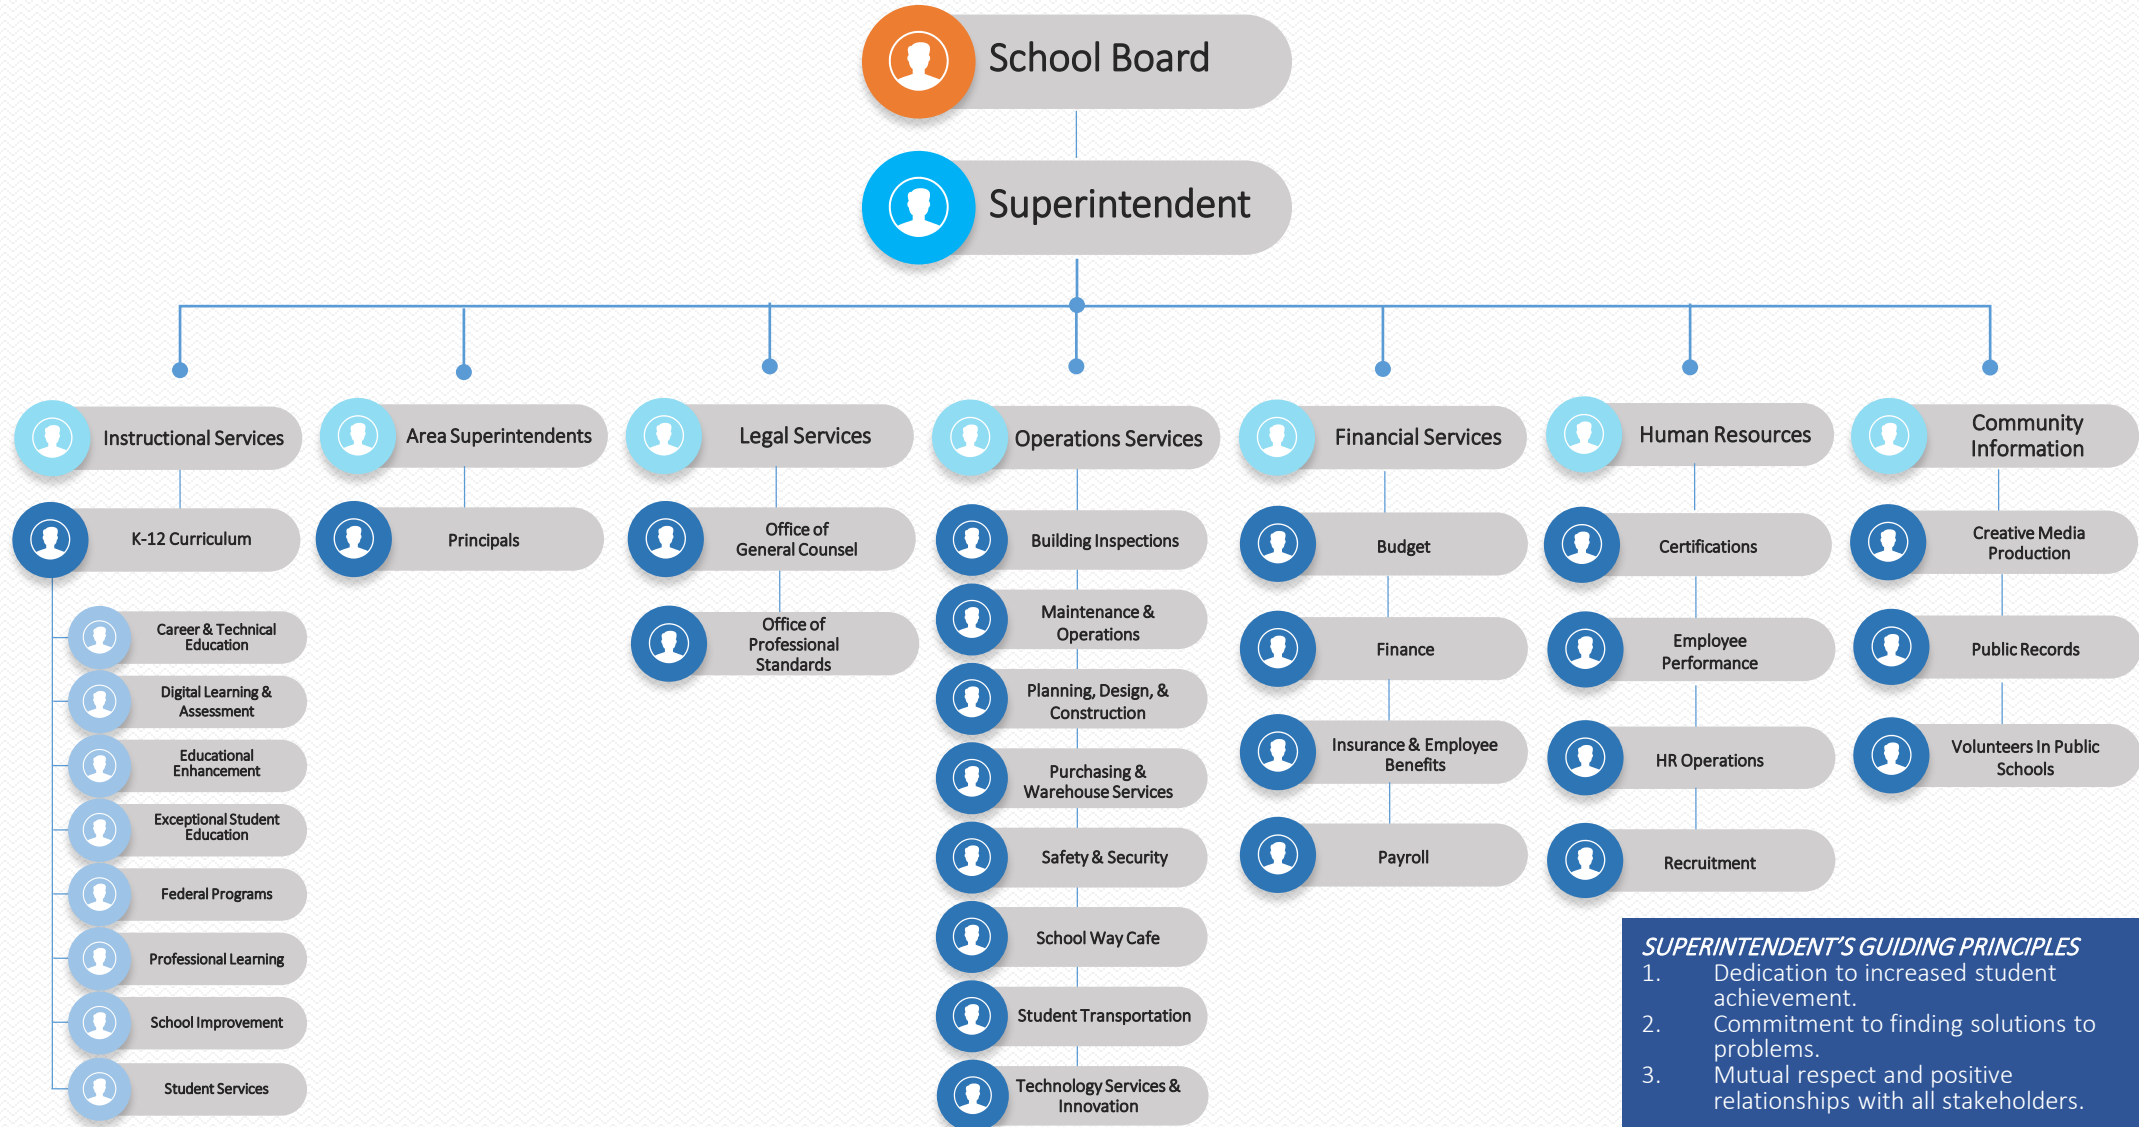 School Board
Superintendent
Instructional Services
Area Superintendents
Legal Services
Operations Services
Financial Services
Human Resources
Community
Information
K-12 Curriculum
Career & Technical
Education
Digital Learning &
Assessment
Educational
Enhancement
Exceptional Student
Education
Federal Programs
Professional Learning
School Improvement
Student Services
Principals
Office of
General Counsel
Office of
Professional
Standards
Building Inspections
Maintenance &
Operations
Planning, Design, &
Construction
Purchasing &
Warehouse Services
Safety & Security
School Way Cafe
Student Transportation
Technology Services &
Innovation
Budget
Finance
Insurance & Employee
Benefits
Payroll
Certifications
Employee
Performance
HR Operations
Recruitment
Creative Media
Production
Public Records
Volunteers In Public
Schools
SUPERINTENDENT'S GUIDING PRINCIPLES
1. Dedication to increased student
achievement.
2. Commitment to finding solutions to
problems.
3. Mutual respect and positive
relationships with all stakeholders.